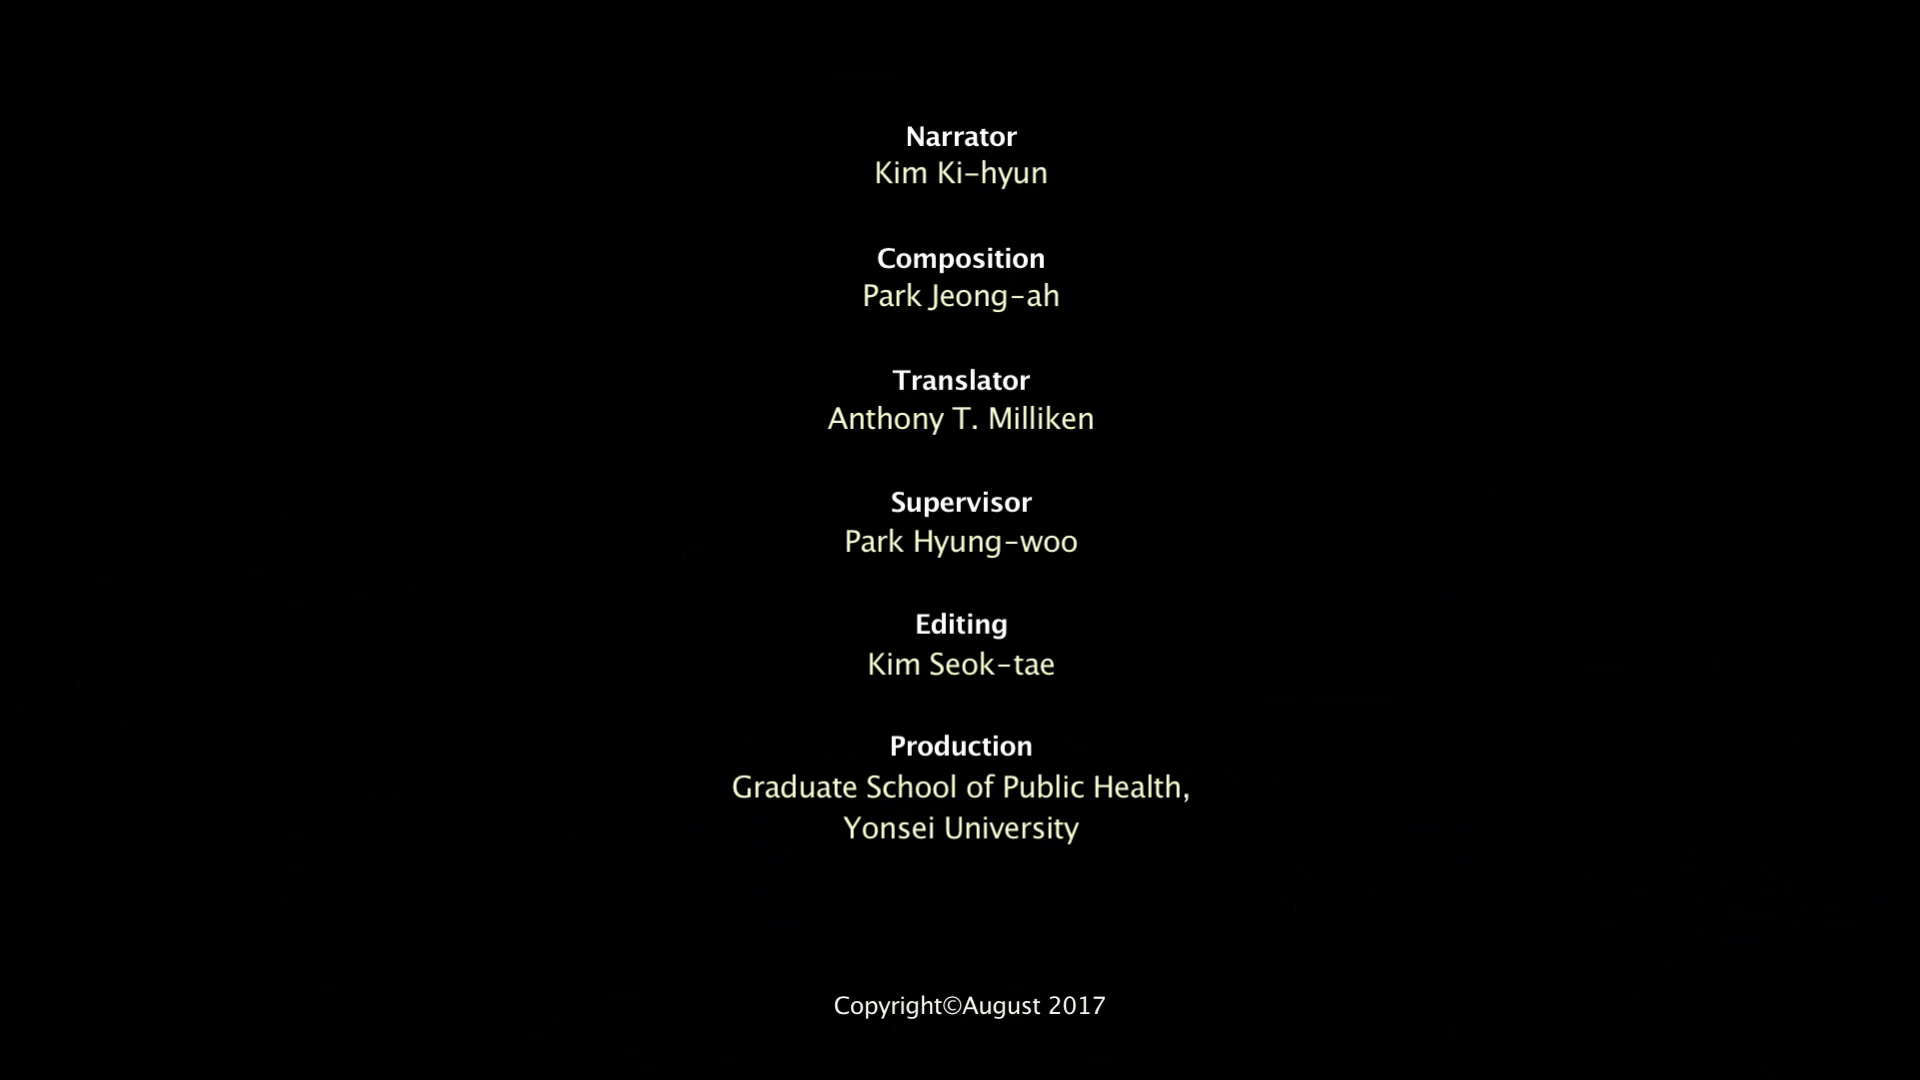 Narrator
Kim Ki-hyun
Composition
Park Jeong-ah
Translator
Anthony T. Milliken
Supervisor
Park Hyung-woo
Editing
Kim Seok-tae
Production
Graduate School of Public Health,
Yonsei University
Copyright©August 2017